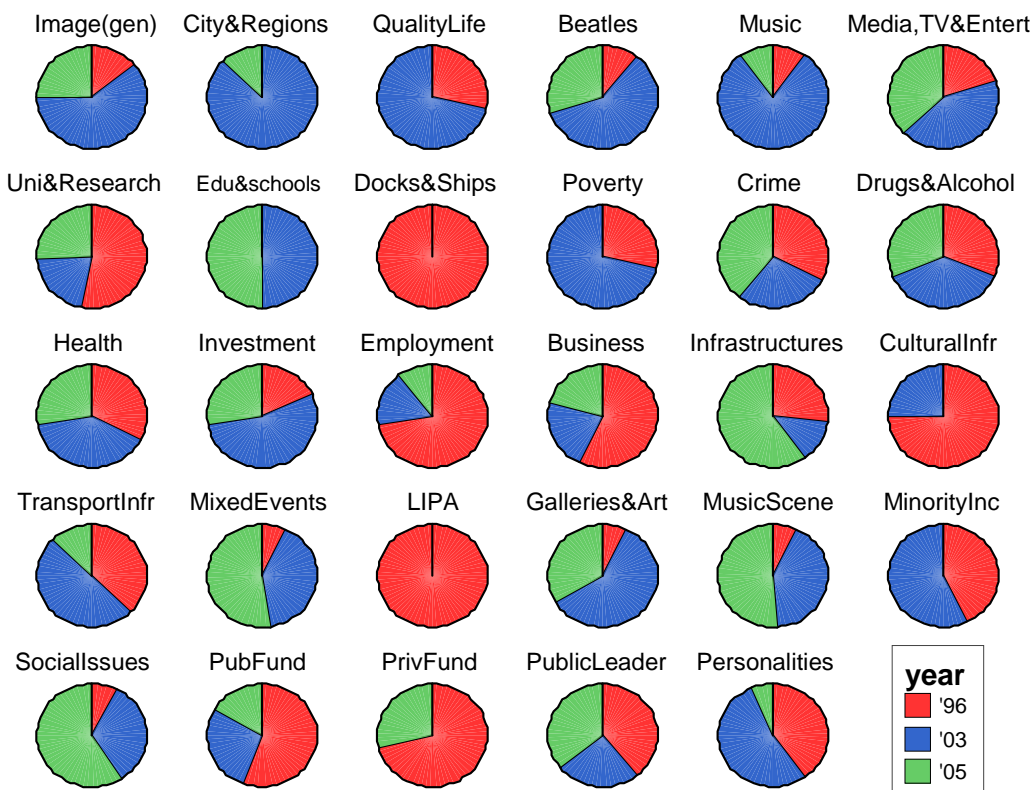 Image(gen) City&Regions QualityLife Beatles Music Media,TV&Entert
Uni&Research Edu&schools Docks&Ships Poverty Crime Drugs&Alcohol
Health Investment Employment Business Infrastructures CulturalInfr
TransportInfr MixedEvents LIPA Galleries&Art MusicScene MinorityInc
SocialIssues PubFund PrivFund PublicLeader Personalities
year
'96
'03
'05